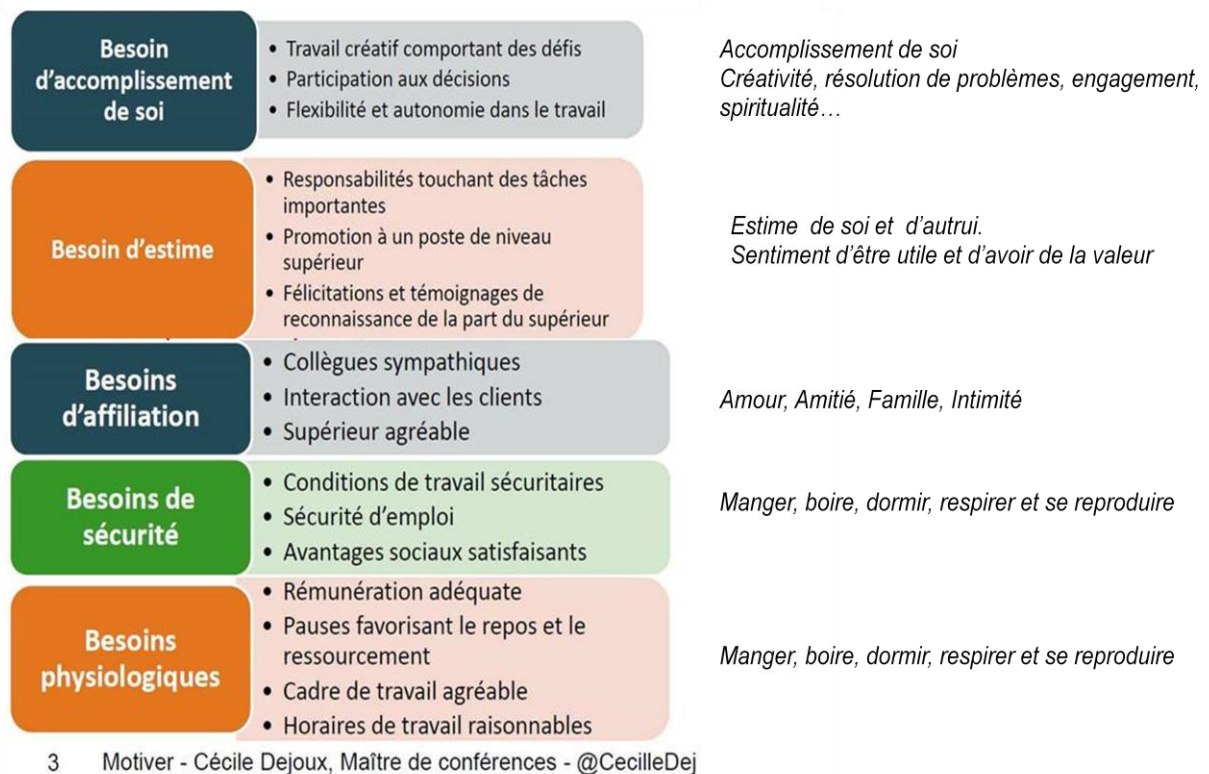 Besoin
d'accomplissement
de soi
• Travail créatif comportant des défis
• Participation aux décisions
• Flexibilité et autonomie dans le travail
Accomplissement de soi
Créativité, résolution de problèmes, engagement,
spiritualité…
Besoin d'estime
• Responsabilités touchant des tâches
importantes
• Promotion à un poste de niveau
supérieur
• Félicitations et témoignages de
reconnaissance de la part du supérieur
Estime de soi et d'autrui.
Sentiment d'être utile et d'avoir de la valeur
Besoins
d'affiliation
• Collègues sympathiques
• Interaction avec les clients
• Supérieur agréable
Amour, Amitié, Famille, Intimité
Besoins de
sécurité
• Conditions de travail sécuritaires
• Sécurité d'emploi
• Avantages sociaux satisfaisants
Manger, boire, dormir, respirer et se reproduire
Besoins
physiologiques
• Rémunération adéquate
• Pauses favorisant le repos et le
ressourcement
• Cadre de travail agréable
• Horaires de travail raisonnables
Manger, boire, dormir, respirer et se reproduire
3 Motiver - Cécile Dejoux, Maître de conférences - @CecilleDej